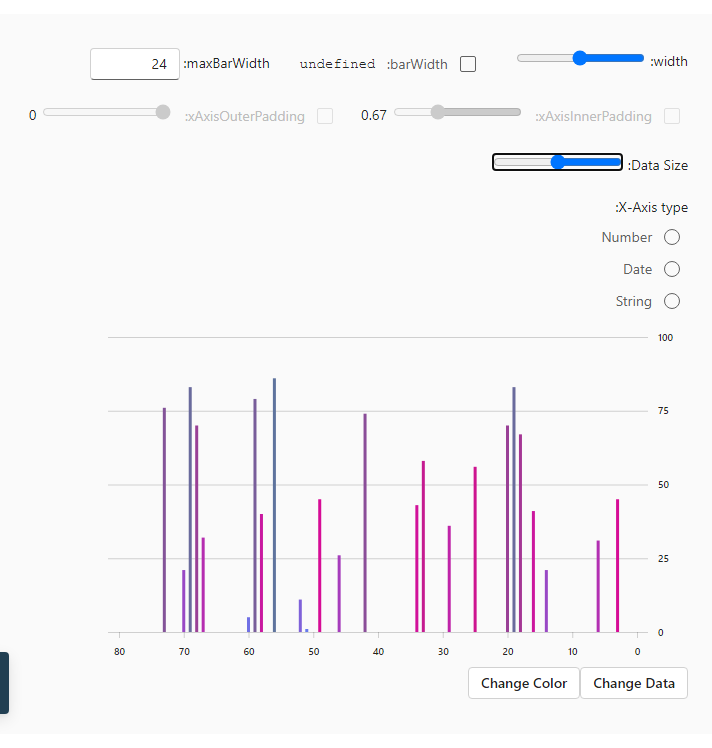 width:
barWidth: undefined
maxBarWidth: 24
xAxisInnerPadding: 0.67
xAxisOuterPadding: 0
Data Size:
X-Axis type:
Number
Date
String
100
75
50
25
0
80 70 60 50 40 30 20 10 0
Change Color Change Data